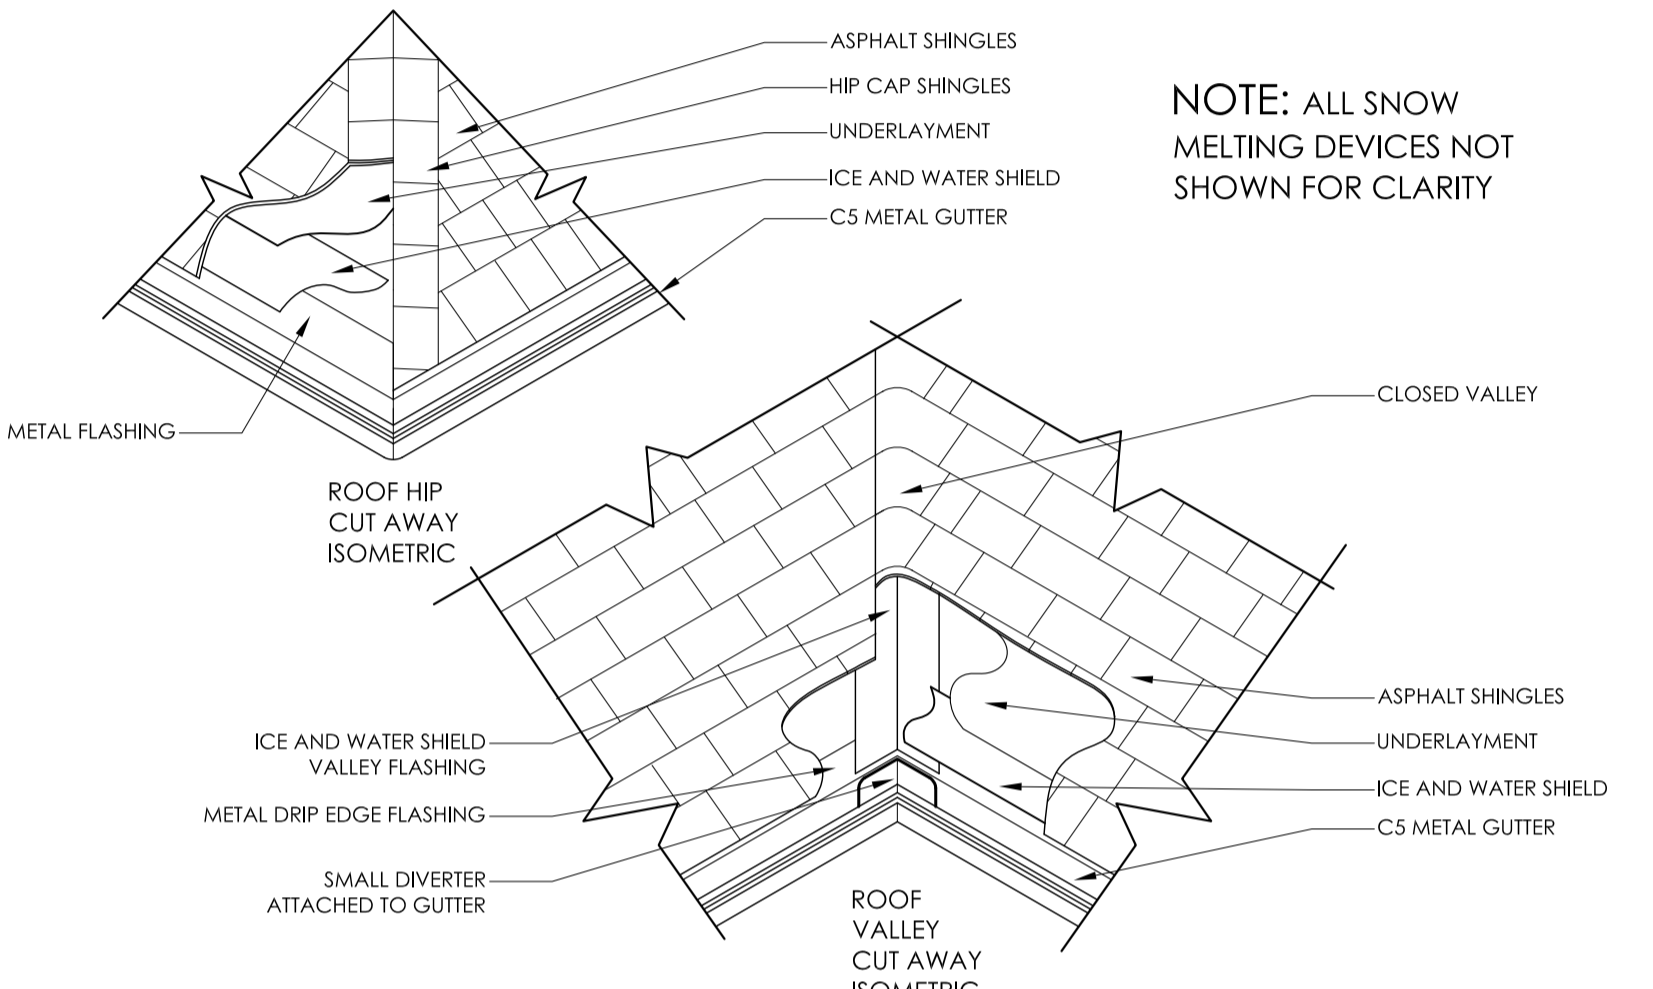 ASPHALT SHINGLES
HIP CAP SHINGLES
UNDERLAYMENT
ICE AND WATER SHIELD
C5 METAL GUTTER
NOTE: ALL SNOW
MELTING DEVICES NOT
SHOWN FOR CLARITY
METAL FLASHING
ROOF HIP
CUT AWAY
ISOMETRIC
CLOSED VALLEY
ASPHALT SHINGLES
UNDERLAYMENT
ICE AND WATER SHIELD
C5 METAL GUTTER
ICE AND WATER SHIELD
VALLEY FLASHING
METAL DRIP EDGE FLASHING
SMALL DIVERTER
ATTACHED TO GUTTER
ROOF
VALLEY
CUT AWAY
ISOMETRIC